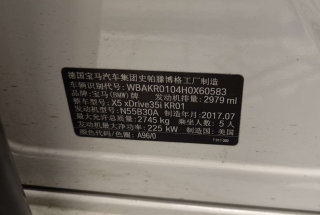 德国宝马汽车集团史帕滕博格工厂制造
车辆识别代号: WBAKR0104H0X60583
品牌: 宝马(BMW)牌 发动机排量: 2979 ml
整车型号: X5 xDrive35i KR01
发动机型号: N55B30A 制造年月: 2017.07
最大允许总质量: 2745 kg 乘坐人数: 5 人
发动机最大净功率: 225 kW 制造国: 美国
颜色代码/色圈: A96/0